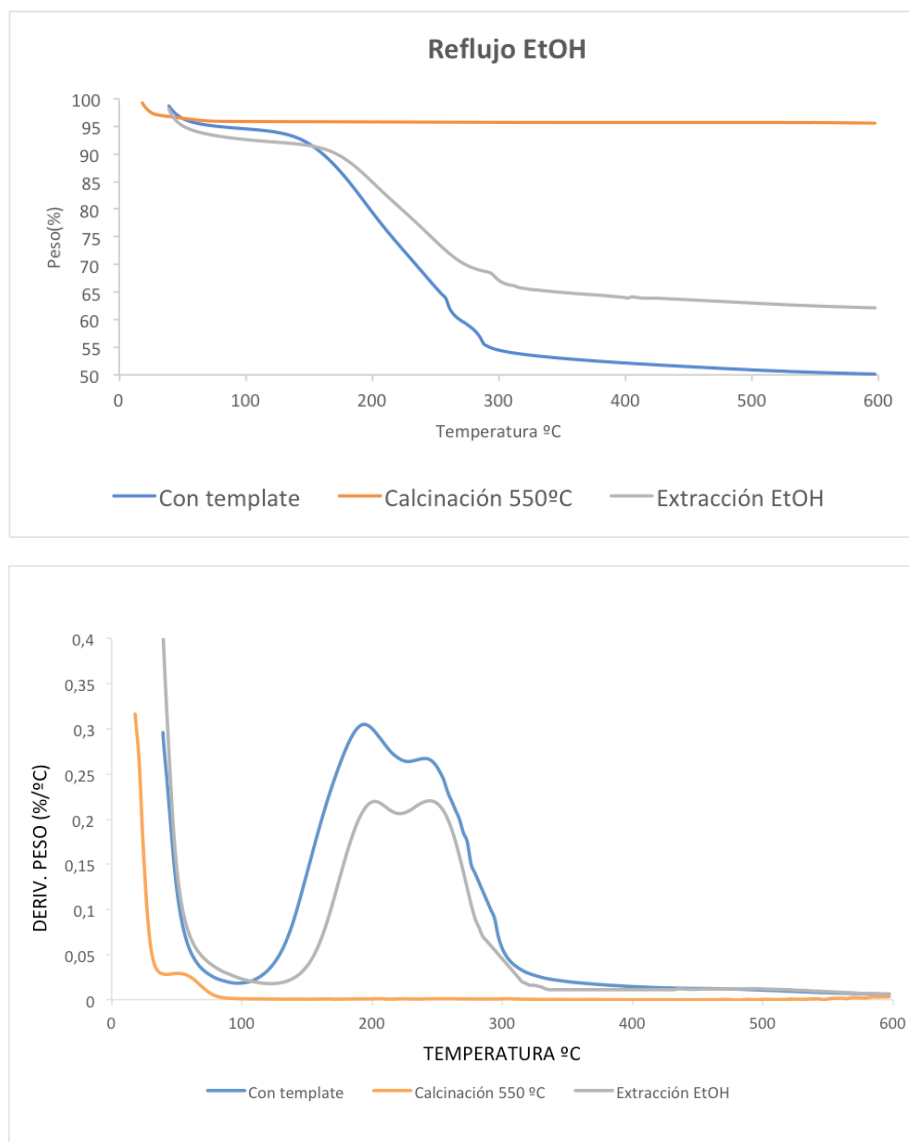 Reflujo EtOH
100
95
90
85
80
75
70
65
60
55
50
Peso(%)
0 100 200 300 400 500 600
Temperatura ºC
Con template Calcinación 550ºC Extracción EtOH
0,4
0,35
0,3
0,25
0,2
0,15
0,1
0,05
0
DERIV. PESO (%/ºC)
0 100 200 300 400 500 600
TEMPERATURA ºC
Con template Calcinación 550 ºC Extracción EtOH